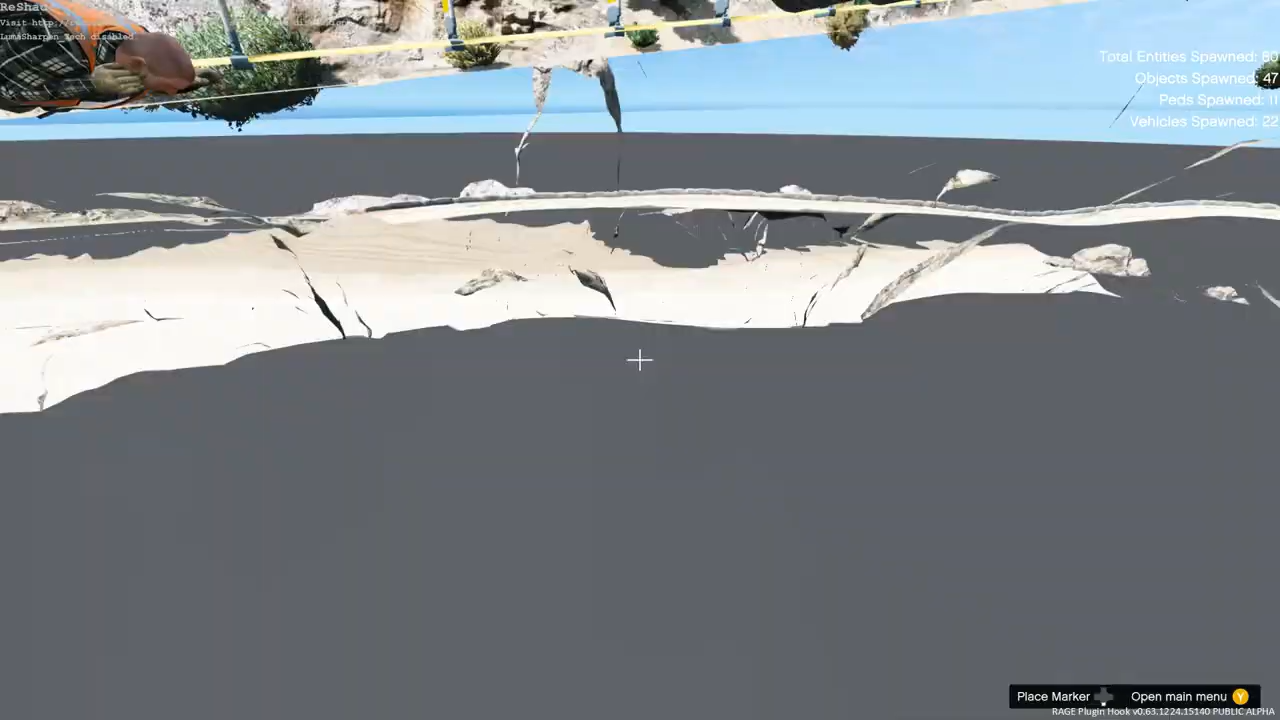 ReShad
Visit http://
LumaSharpen_Tech disabled.
Total Entities Spawned: 80
Objects Spawned: 47
Peds Spawned: 11
Vehicles Spawned: 22
Place Marker Open main menu Y
RAGE Plugin Hook v0.63.1224.15140 PUBLIC ALPHA